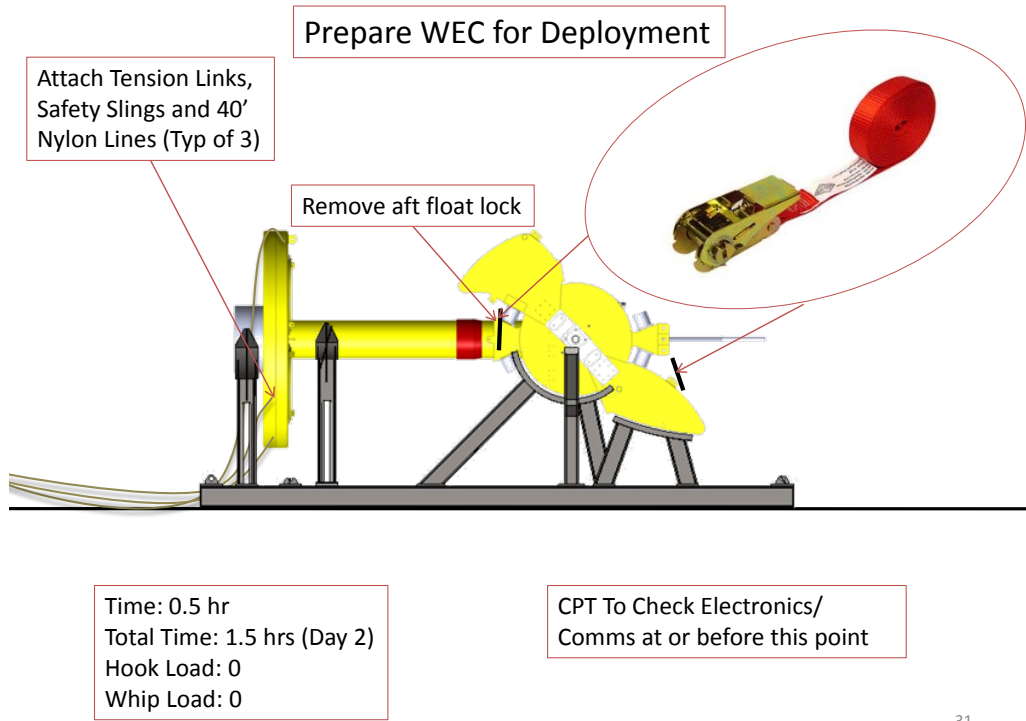 Prepare WEC for Deployment
Attach Tension Links,
Safety Slings and 40’
Nylon Lines (Typ of 3)
Remove aft float lock
Time: 0.5 hr
Total Time: 1.5 hrs (Day 2)
Hook Load: 0
Whip Load: 0
CPT To Check Electronics/
Comms at or before this point
31